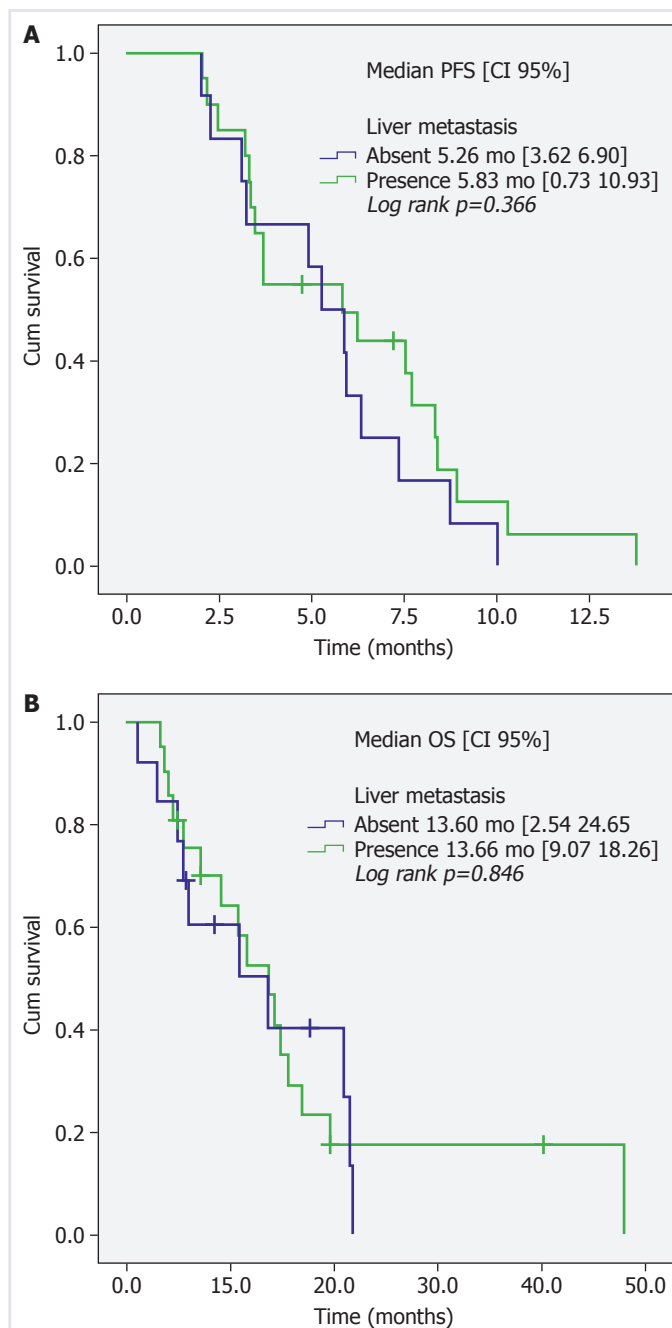 A
Median PFS [CI 95%]
Liver metastasis
Absent 5.26 mo [3.62 6.90]
Presence 5.83 mo [0.73 10.93]
Log rank p=0.366
1.0
0.8
0.6
0.4
0.2
0.0
Cum survival
0.0 2.5 5.0 7.5 10.0 12.5
Time (months)
B
Median OS [CI 95%]
Liver metastasis
Absent 13.60 mo [2.54 24.65
Presence 13.66 mo [9.07 18.26]
Log rank p=0.846
1.0
0.8
0.6
0.4
0.2
0.0
Cum survival
0.0 15.0 20.0 30.0 40.0 50.0
Time (months)